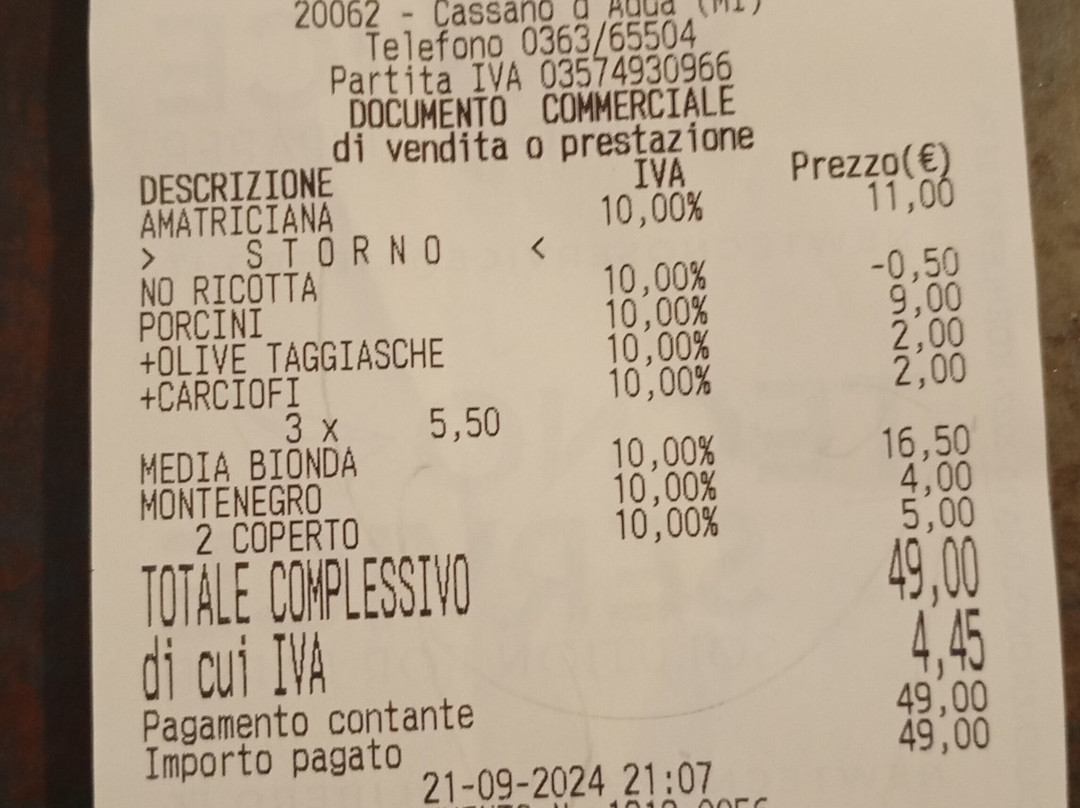 20062 - Cassano d'Adda (MI)
Telefono 0363/65504
Partita IVA 03574930966
DOCUMENTO COMMERCIALE
di vendita o prestazione
DESCRIZIONE IVA Prezzo(€)
AMATRICIANA 10,00% 11,00
> S T O R N O <
NO RICOTTA 10,00% -0,50
PORCINI 10,00% 9,00
+OLIVE TAGGIASCHE 10,00% 2,00
+CARCIOFI 10,00% 2,00
3 x 5,50
MEDIA BIONDA 10,00% 16,50
MONTENEGRO 10,00% 4,00
2 COPERTO 10,00% 5,00
TOTALE COMPLESSIVO 49,00
di cui IVA 4,45
Pagamento contante 49,00
Importo pagato 49,00
21-09-2024 21:07